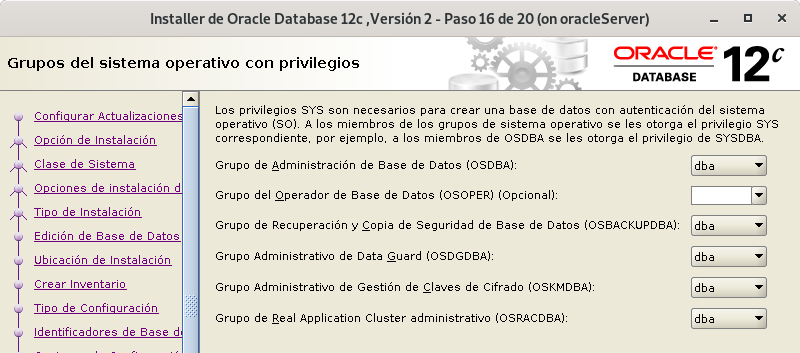 Installer de Oracle Database 12c ,Versión 2 - Paso 16 de 20 (on oracleServer)
Grupos del sistema operativo con privilegios
ORACLE
DATABASE
12c
Configurar Actualizaciones
Opción de Instalación
Clase de Sistema
Opciones de instalación d
Tipo de Instalación
Edición de Base de Datos
Ubicación de Instalación
Crear Inventario
Tipo de Configuración
Identificadores de Base de
Los privilegios SYS son necesarios para crear una base de datos con autenticación del sistema
operativo (SO). A los miembros de los grupos de sistema operativo se les otorga el privilegio SYS
correspondiente, por ejemplo, a los miembros de OSDBA se les otorga el privilegio de SYSDBA.
Grupo de Administración de Base de Datos (OSDBA): dba
Grupo del Operador de Base de Datos (OSOPER) (Opcional):
Grupo de Recuperación y Copia de Seguridad de Base de Datos (OSBACKUPDBA): dba
Grupo Administrativo de Data Guard (OSDGDBA): dba
Grupo Administrativo de Gestión de Claves de Cifrado (OSKMDBA): dba
Grupo de Real Application Cluster administrativo (OSRACDBA): dba